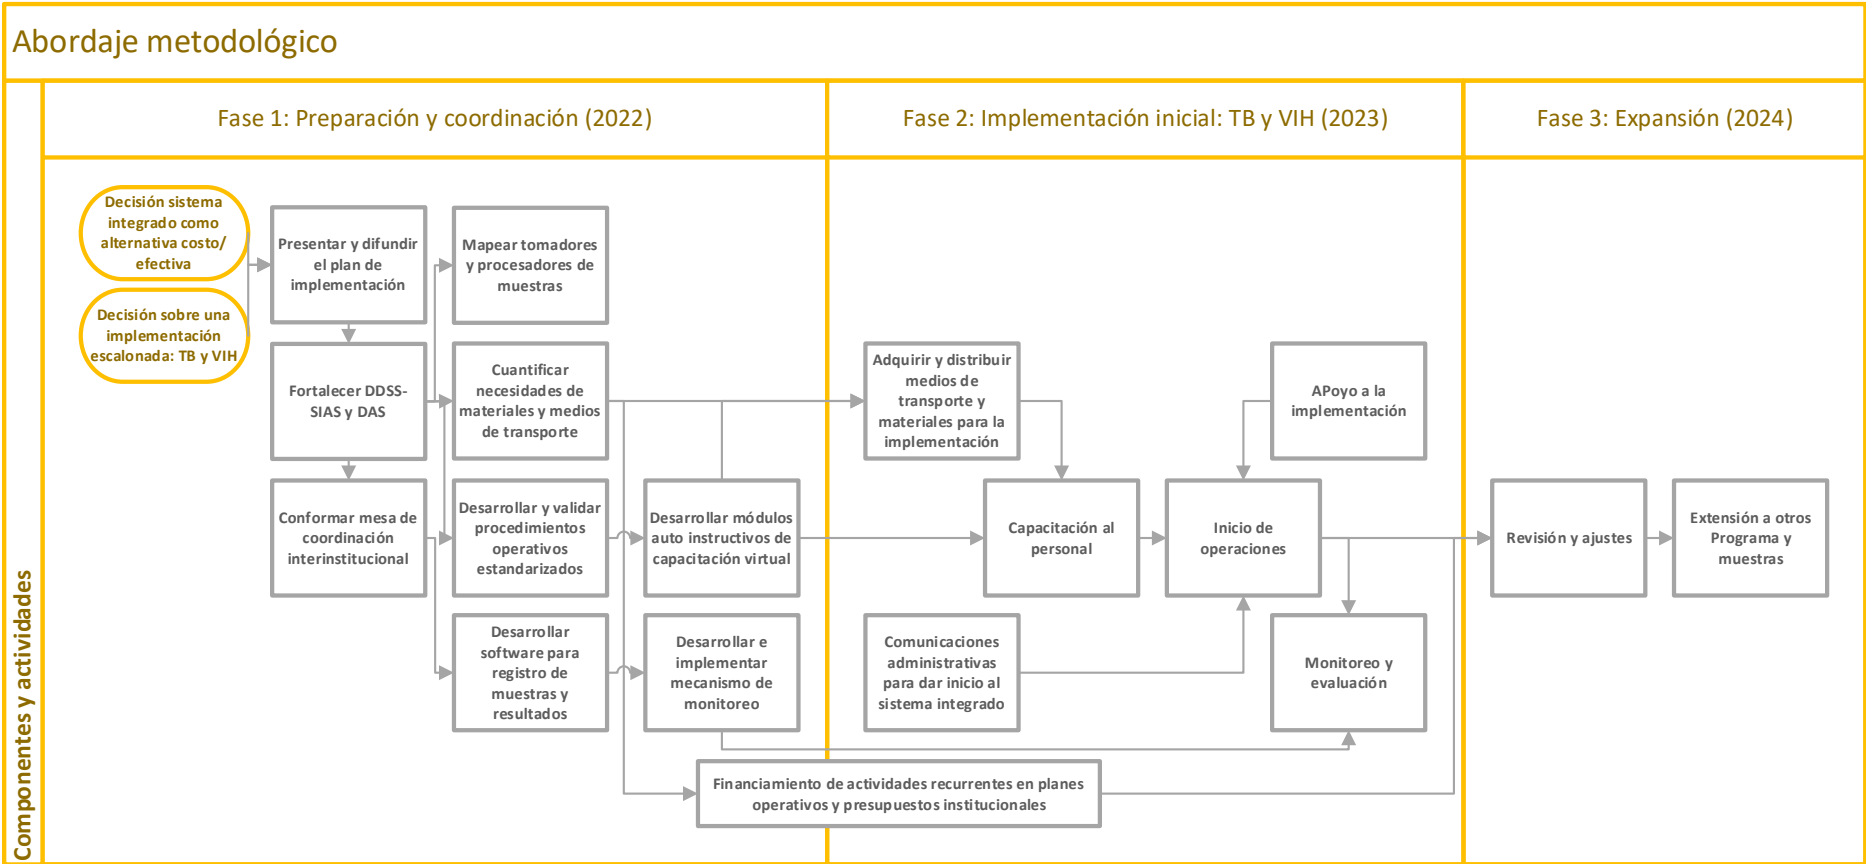 Abordaje metodológico
Fase 1: Preparación y coordinación (2022)
Fase 2: Implementación inicial: TB y VIH (2023)
Fase 3: Expansión (2024)
Componentes y actividades
Decisión sistema
integrado como
alternativa costo/
efectiva
Decisión sobre una
implementación
escalonada: TB y VIH
Presentar y difundir
el plan de
implementación
Fortalecer DDSS-
SIAS y DAS
Conformar mesa de
coordinación
interinstitucional
Mapear tomadores
y procesadores de
muestras
Cuantificar
necesidades de
materiales y medios
de transporte
Desarrollar y validar
procedimientos
operativos
estandarizados
Desarrollar
software para
registro de
muestras y
resultados
Desarrollar módulos
auto instructivos de
capacitación virtual
Desarrollar e
implementar
mecanismo de
monitoreo
Financiamiento de actividades recurrentes en planes
operativos y presupuestos institucionales
Adquirir y distribuir
medios de
transporte y
materiales para la
implementación
Capacitación al
personal
Comunicaciones
administrativas
para dar inicio al
sistema integrado
Inicio de
operaciones
APoyo a la
implementación
Monitoreo y
evaluación
Revisión y ajustes
Extensión a otros
Programa y
muestras